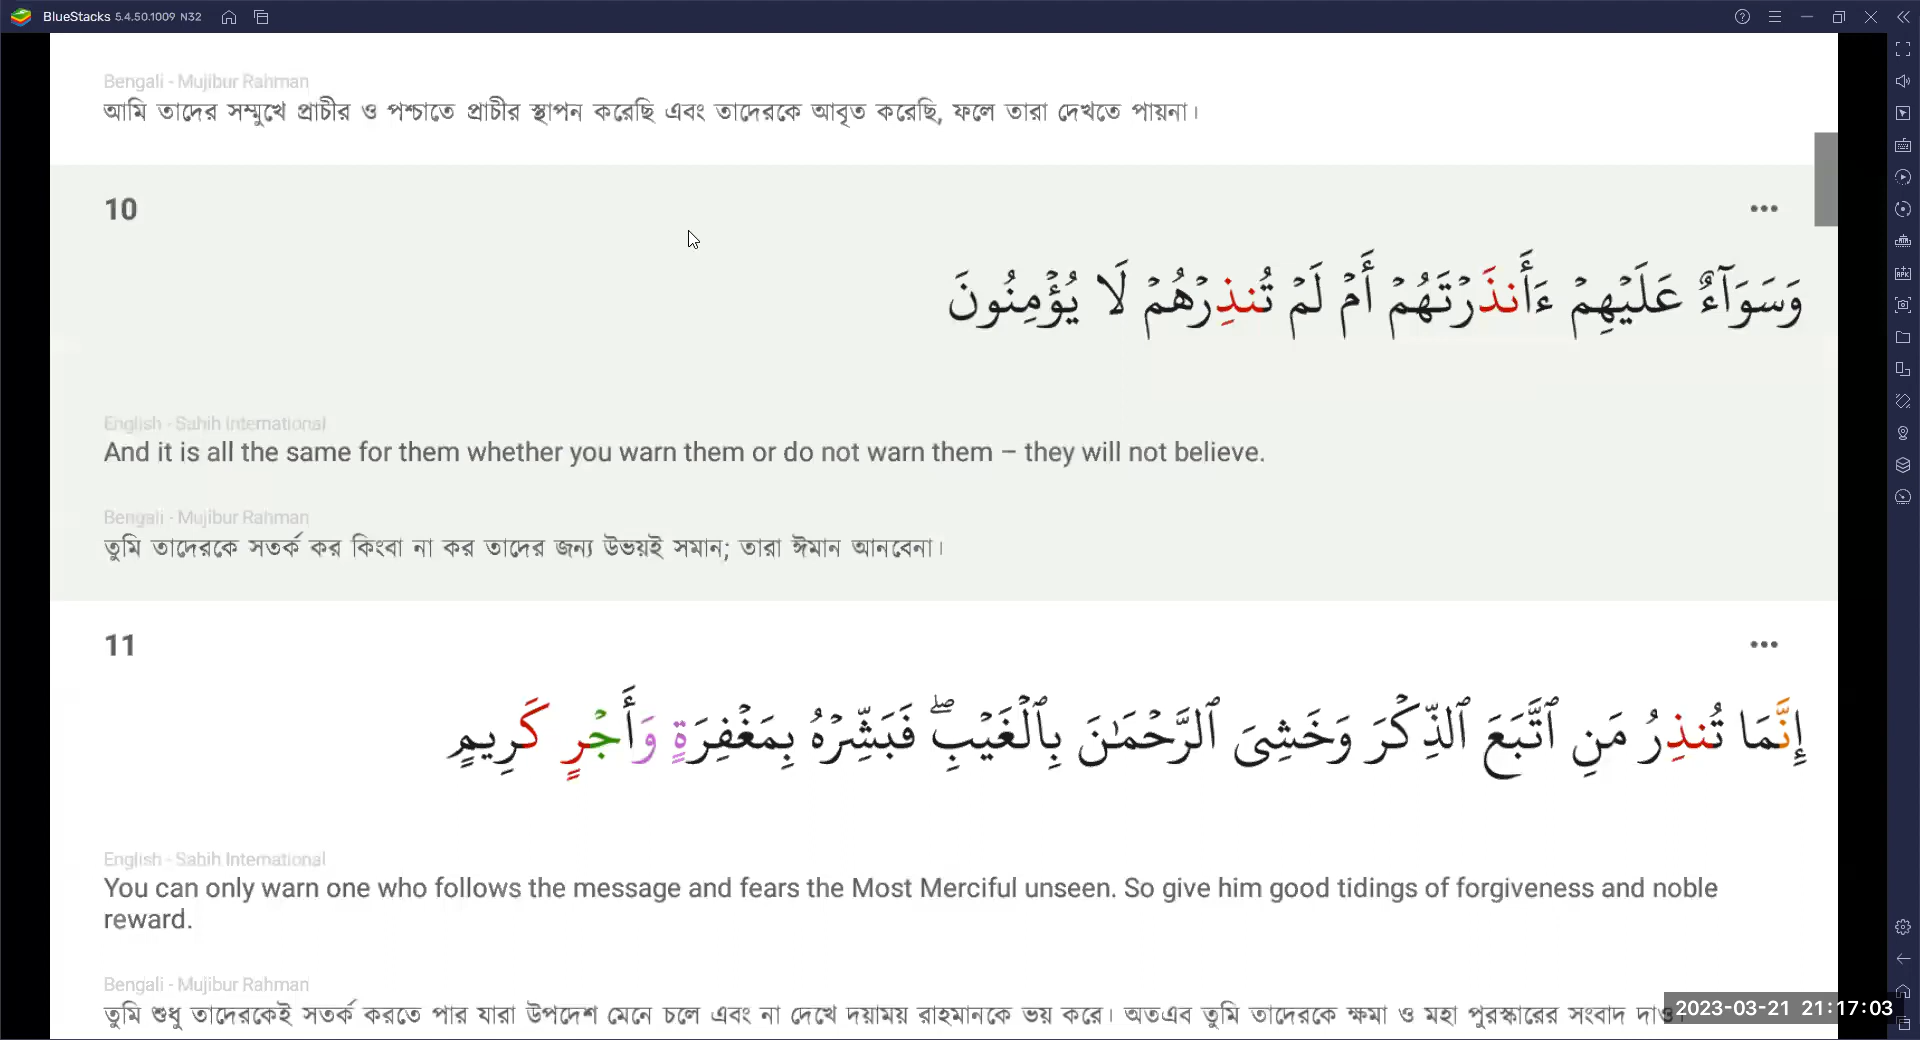 BlueStacks 5.4.50.1009 N32
Bengali - Mujibur Rahman
আমি তাদের সম্মুখে প্রাচীর ও পশ্চাতে প্রাচীর স্থাপন করেছি এবং তাদেরকে আবৃত করেছি, ফলে তারা দেখতে পায়না।
10
وَسَوَآءٌ عَلَيْهِمْ ءَأَنذَرْتَهُمْ أَمْ لَمْ تُنذِرْهُمْ لَا يُؤْمِنُونَ
English - Sahih International
And it is all the same for them whether you warn them or do not warn them – they will not believe.
Bengali - Mujibur Rahman
তুমি তাদেরকে সতর্ক কর কিংবা না কর তাদের জন্য উভয়ই সমান; তারা ঈমান আনবেনা।
11
إِنَّمَا تُنذِرُ مَنِ ٱتَّبَعَ ٱلذِّكْرَ وَخَشِىَ ٱلرَّحْمَـٰنَ بِٱلْغَيْبِ ۖ فَبَشِّرْهُ بِمَغْفِرَةٍ وَأَجْرٍ كَرِيمٍ
English - Sahih International
You can only warn one who follows the message and fears the Most Merciful unseen. So give him good tidings of forgiveness and noble
reward.
Bengali - Mujibur Rahman
তুমি শুধু তাদেরকেই সতর্ক করতে পার যারা উপদেশ মেনে চলে এবং না দেখে দয়াময় রাহমানকে ভয় করে। অতএব তুমি তাদেরকে ক্ষমা ও মহা পুরস্কারের সংবাদ দাও।
2023-03-21 21:17:03